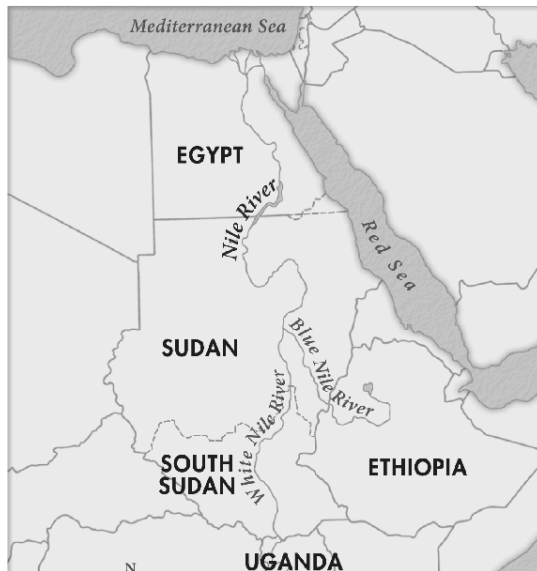 Mediterranean Sea
EGYPT
Nile River
Red Sea
SUDAN
Blue Nile River
White Nile River
SOUTH
SUDAN
ETHIOPIA
UGANDA
N